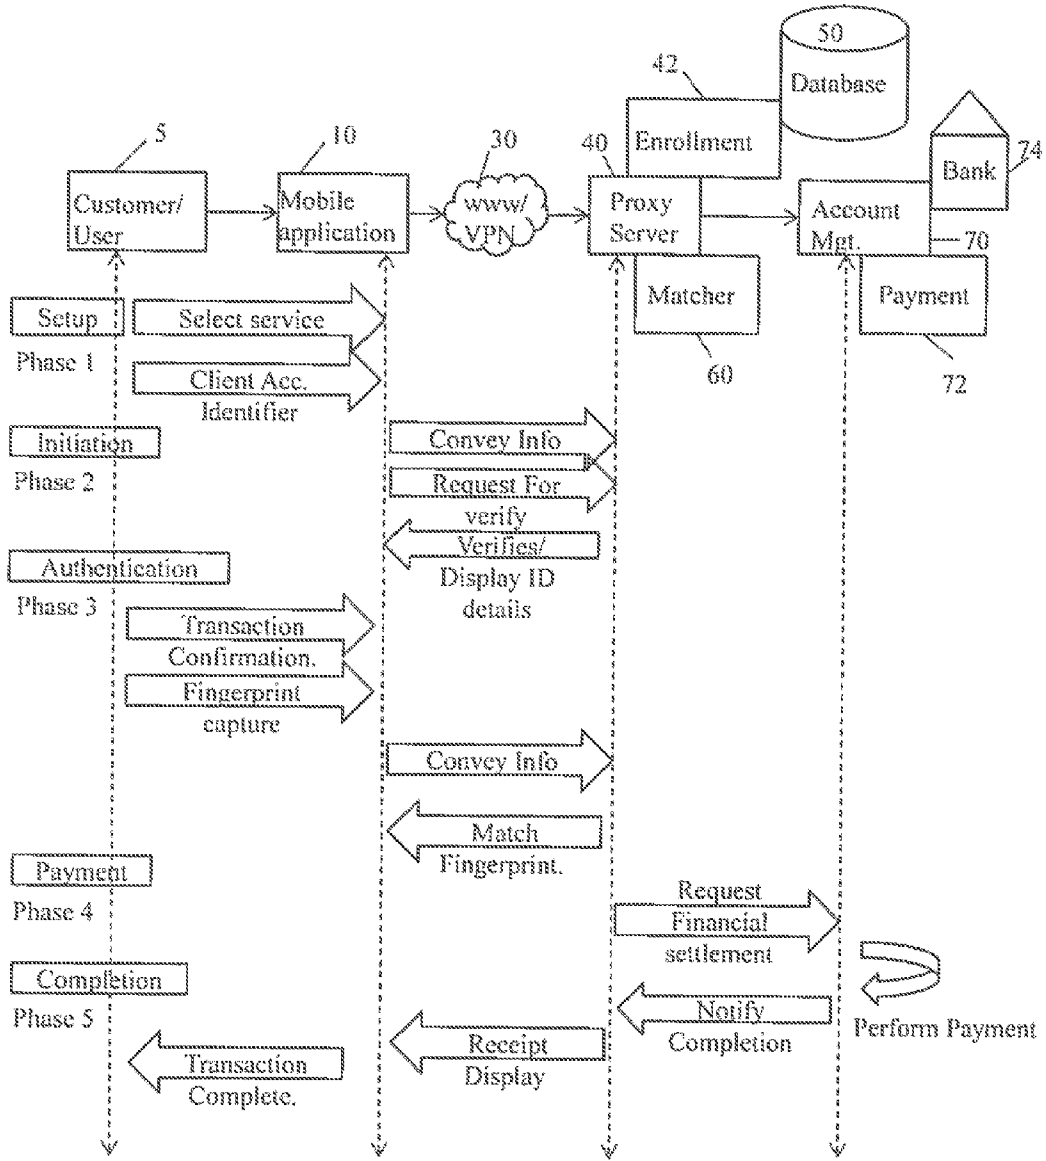 50
Database
42
Enrollment
5
10
30
40
74
Bank
Customer/
User
Mobile
application
www/
VPN
Proxy
Server
Account
Mgt.
70
Matcher
Payment
60
72
Setup
Phase 1
Select service
Client Acc.
Identifier
Initiation
Phase 2
Convey Info
Request For
verify
Verifies/
Display ID
details
Authentication
Phase 3
Transaction
Confirmation.
Fingerprint
capture
Convey Info
Match
Fingerprint.
Payment
Phase 4
Request
Financial
settlement
Completion
Phase 5
Perform Payment
Notify
Completion
Receipt
Display
Transaction
Complete.